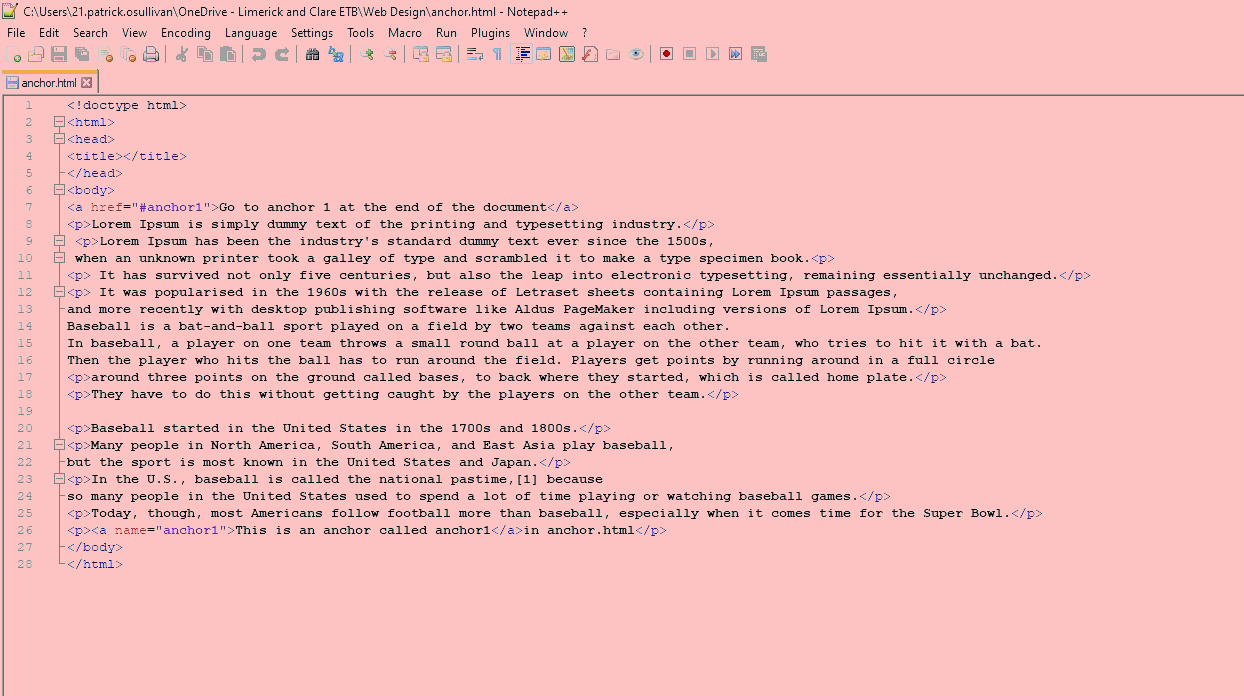 C:\Users\21.patrick.osullivan\OneDrive - Limerick and Clare ETB\Web Design\anchor.html - Notepad++
File Edit Search View Encoding Language Settings Tools Macro Run Plugins Window ?
anchor.html
1 <!doctype html>
2 <html>
3 <head>
4 <title></title>
5 </head>
6 <body>
7 <a href="#anchor1">Go to anchor 1 at the end of the document</a>
8 <p>Lorem Ipsum is simply dummy text of the printing and typesetting industry.</p>
9 <p>Lorem Ipsum has been the industry's standard dummy text ever since the 1500s,
10 when an unknown printer took a galley of type and scrambled it to make a type specimen book.<p>
11 <p> It has survived not only five centuries, but also the leap into electronic typesetting, remaining essentially unchanged.</p>
12 <p> It was popularised in the 1960s with the release of Letraset sheets containing Lorem Ipsum passages,
13 and more recently with desktop publishing software like Aldus PageMaker including versions of Lorem Ipsum.</p>
14 Baseball is a bat-and-ball sport played on a field by two teams against each other.
15 In baseball, a player on one team throws a small round ball at a player on the other team, who tries to hit it with a bat.
16 Then the player who hits the ball has to run around the field. Players get points by running around in a full circle
17 <p>around three points on the ground called bases, to back where they started, which is called home plate.</p>
18 <p>They have to do this without getting caught by the players on the other team.</p>
19
20 <p>Baseball started in the United States in the 1700s and 1800s.</p>
21 <p>Many people in North America, South America, and East Asia play baseball,
22 but the sport is most known in the United States and Japan.</p>
23 <p>In the U.S., baseball is called the national pastime,[1] because
24 so many people in the United States used to spend a lot of time playing or watching baseball games.</p>
25 <p>Today, though, most Americans follow football more than baseball, especially when it comes time for the Super Bowl.</p>
26 <p><a name="anchor1">This is an anchor called anchor1</a>in anchor.html</p>
27 </body>
28 </html>